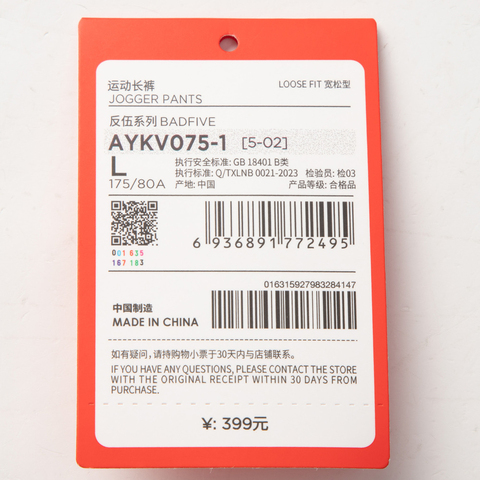 运动长裤
LOOSE FIT 宽松型
JOGGER PANTS
反伍系列 BADFIVE
AYKV075-1 [5-02]
L
175/80A
执行安全标准: GB 18401 B类
执行标准: Q/TXLNB 0021-2023 检验员: 检03
产地: 中国 产品等级: 合格品
001 635
167 183
6 936891 772495
016315927983284147
中国制造
MADE IN CHINA
如有疑问, 请持购物小票于30天内与店铺联系。
IF YOU HAVE ANY QUESTIONS, PLEASE CONTACT THE STORE
WITH THE ORIGINAL RECEIPT WITHIN 30 DAYS FROM
PURCHASE.
¥: 399元